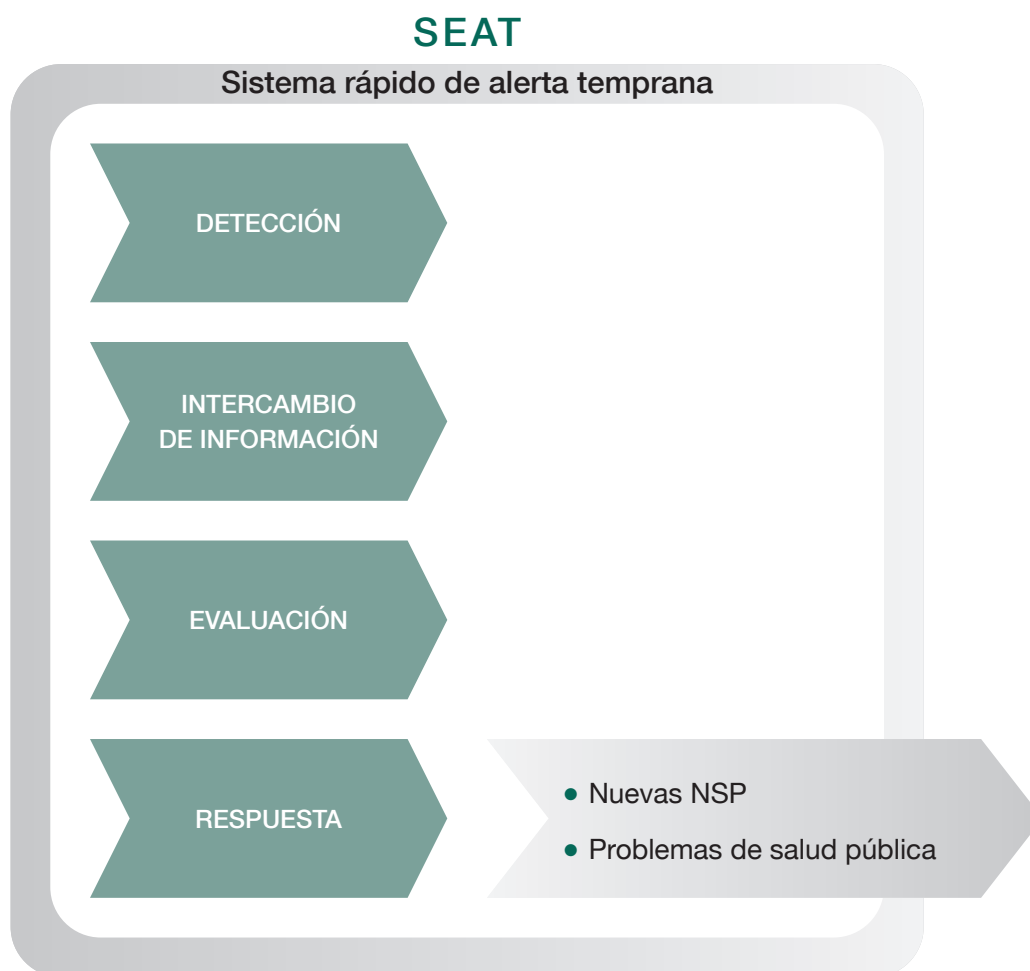 SEAT
Sistema rápido de alerta temprana
DETECCIÓN
INTERCAMBIO
DE INFORMACIÓN
EVALUACIÓN
RESPUESTA
• Nuevas NSP
• Problemas de salud pública